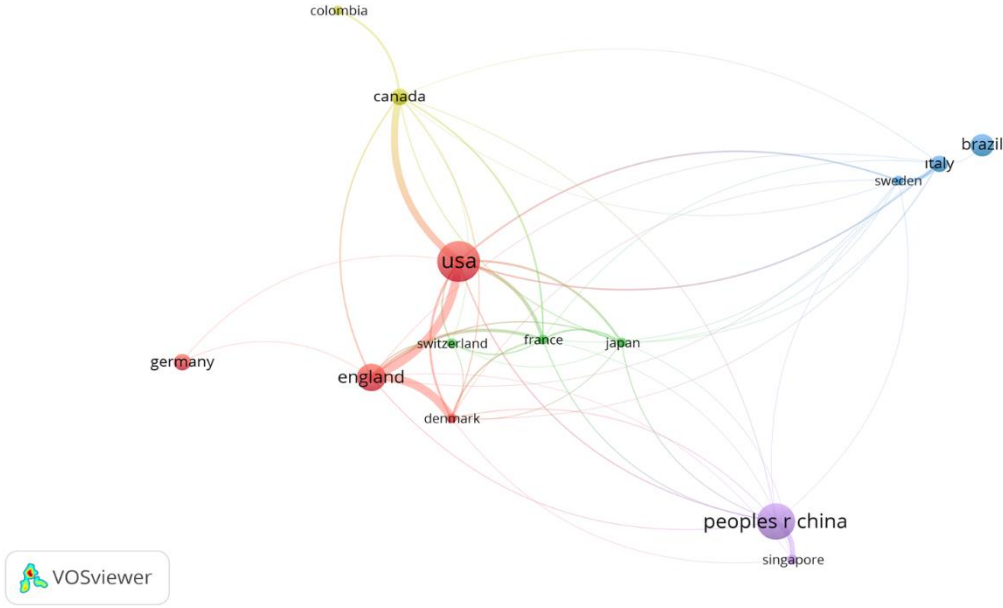 colombia
canada
brazil
italy
sweden
usa
switzerland
france
japan
germany
england
denmark
peoples r china
singapore
VOSviewer